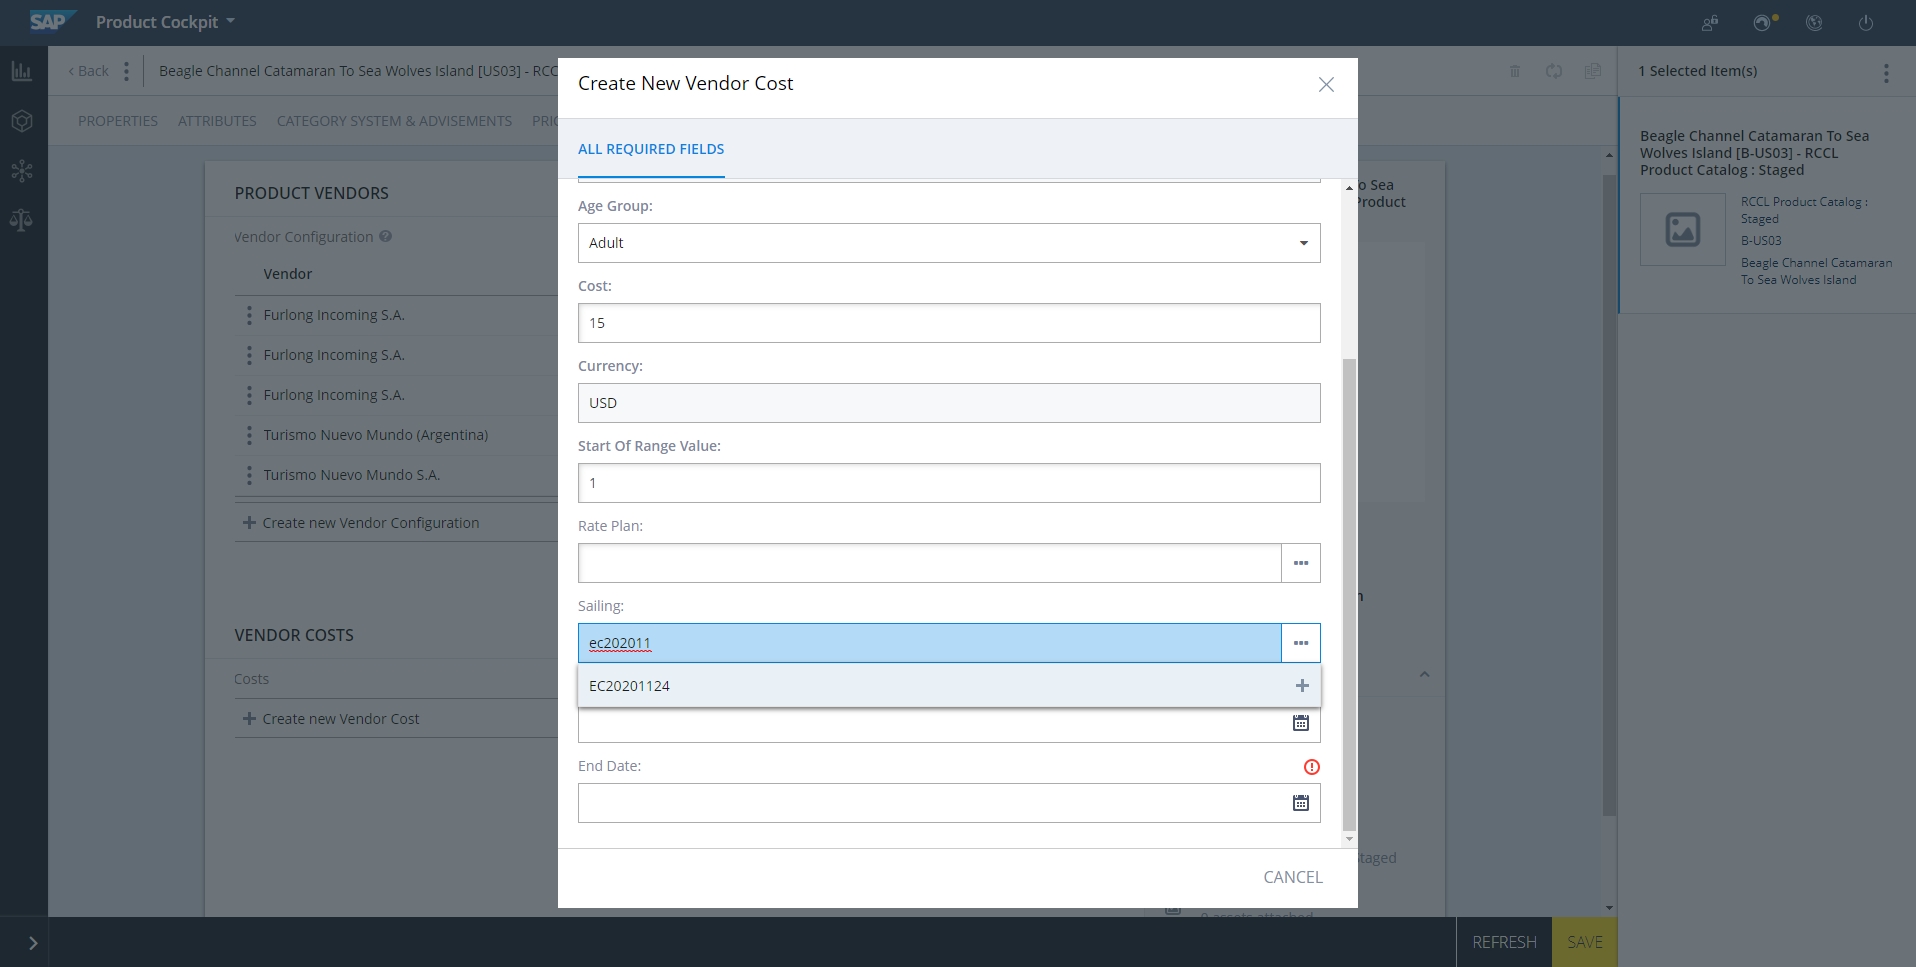 SAP Product Cockpit
Back
Beagle Channel Catamaran To Sea Wolves Island [US03] - RCC
PROPERTIES ATTRIBUTES CATEGORY SYSTEM & ADVISEMENTS PRIC
PRODUCT VENDORS
Vendor Configuration
Vendor
Furlong Incoming S.A.
Furlong Incoming S.A.
Furlong Incoming S.A.
Turismo Nuevo Mundo (Argentina)
Turismo Nuevo Mundo S.A.
Create new Vendor Configuration
VENDOR COSTS
Costs
Create new Vendor Cost
Create New Vendor Cost
ALL REQUIRED FIELDS
Age Group:
Adult
Cost:
15
Currency:
USD
Start Of Range Value:
1
Rate Plan:
Sailing:
ec202011
EC20201124
End Date:
CANCEL
o Sea
Product
n
Staged
0 assets attached
1 Selected Item(s)
Beagle Channel Catamaran To Sea
Wolves Island [B-US03] - RCCL
Product Catalog : Staged
RCCL Product Catalog :
Staged
B-US03
Beagle Channel Catamaran
To Sea Wolves Island
REFRESH
SAVE